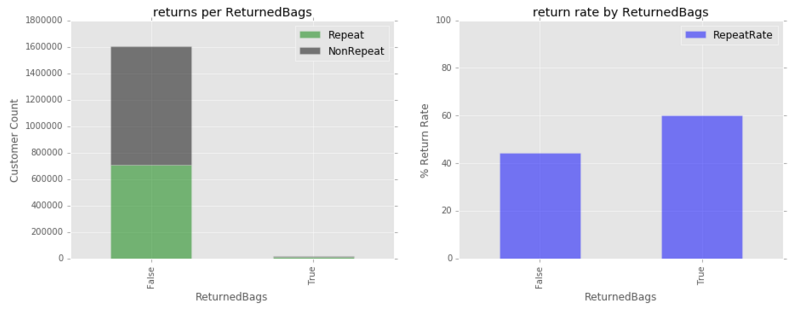 returns per ReturnedBags
1800000
1600000
1400000
1200000
1000000
800000
600000
400000
200000
0
Customer Count
Repeat
NonRepeat
False
True
ReturnedBags
return rate by ReturnedBags
100
80
60
40
20
0
% Return Rate
RepeatRate
False
True
ReturnedBags